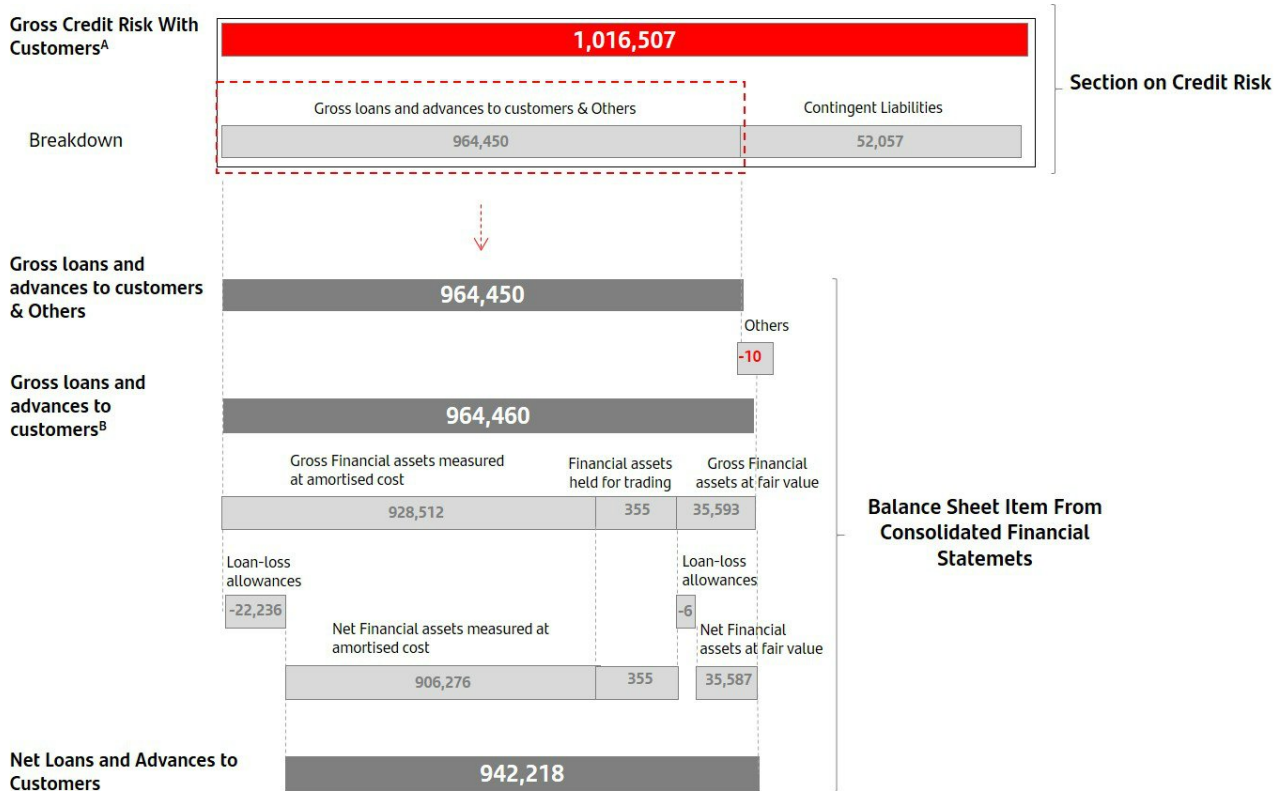 Gross Credit Risk With
Customersᴬ
1,016,507
Section on Credit Risk
Gross loans and advances to customers & Others
Contingent Liabilities
Breakdown
964,450
52,057
Gross loans and
advances to customers
& Others
964,450
Others
-10
Gross loans and
advances to
customersᴮ
964,460
Gross Financial assets measured
at amortised cost
Financial assets
held for trading
Gross Financial
assets at fair value
928,512
355
35,593
Balance Sheet Item From
Consolidated Financial
Statemets
Loan-loss
allowances
Loan-loss
allowances
-22,236
-6
Net Financial assets measured at
amortised cost
Net Financial
assets at fair value
906,276
355
35,587
Net Loans and Advances to
Customers
942,218